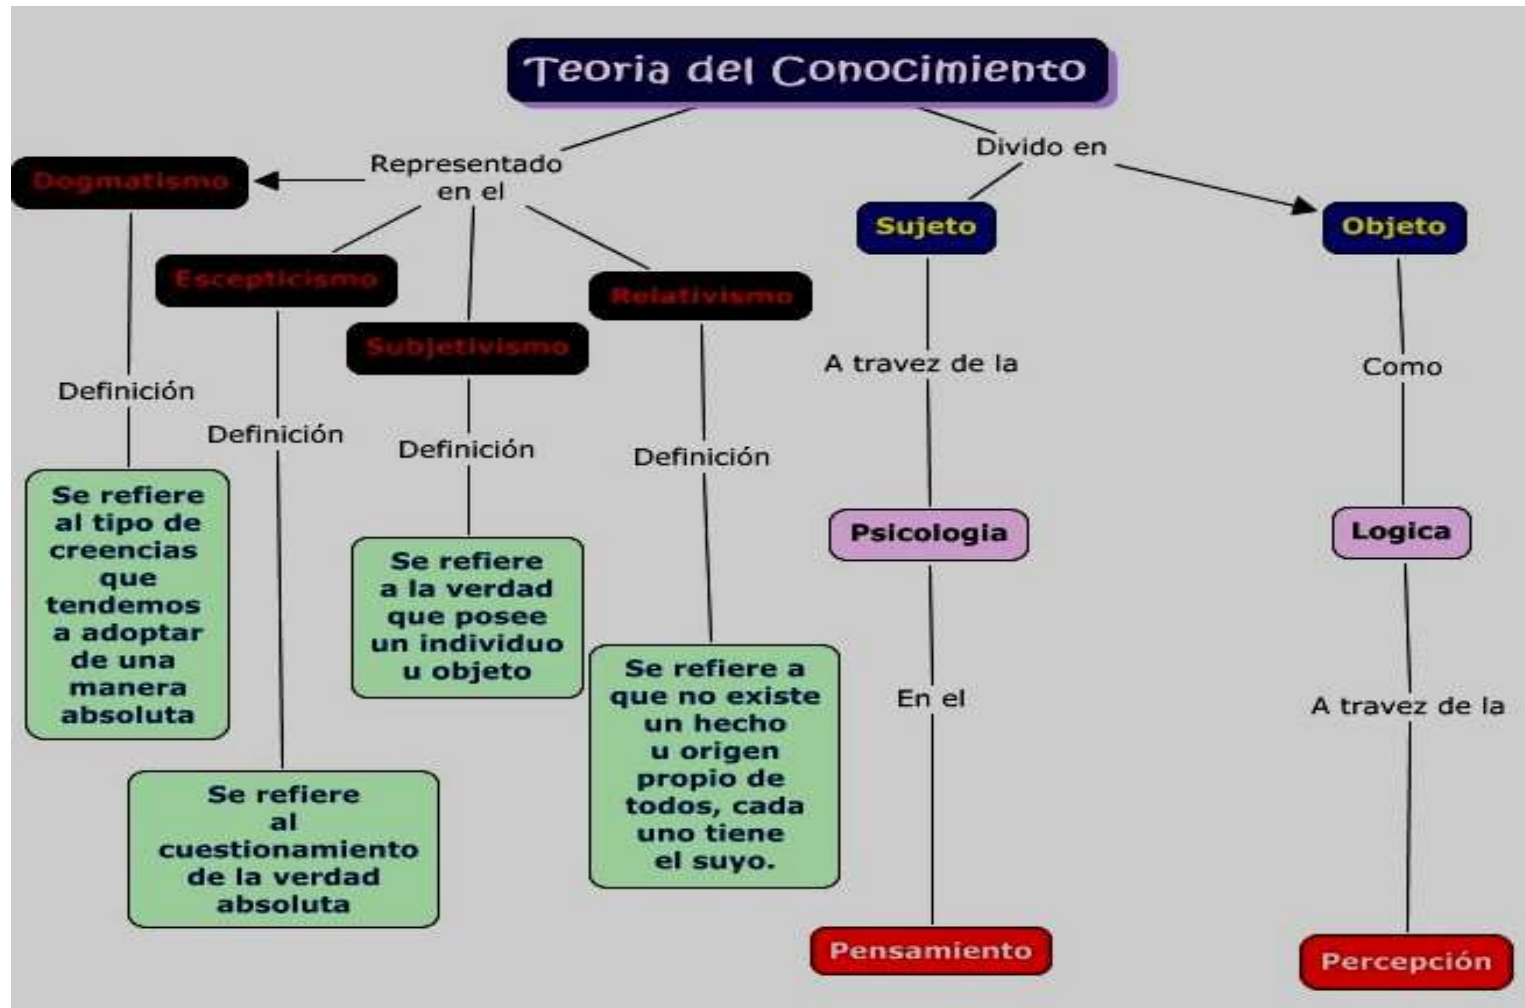 Teoria del Conocimiento
Representado
en el
Divido en
Dogmatismo
Escepticismo
Subjetivismo
Relativismo
Sujeto
Objeto
Definición
Definición
Definición
Definición
A travez de la
Como
Se refiere
al tipo de
creencias
que
tendemos
a adoptar
de una
manera
absoluta
Se refiere
al
cuestionamiento
de la verdad
absoluta
Se refiere
a la verdad
que posee
un individuo
u objeto
Se refiere a
que no existe
un hecho
u origen
propio de
todos, cada
uno tiene
el suyo.
Psicologia
Logica
En el
A travez de la
Pensamiento
Percepción